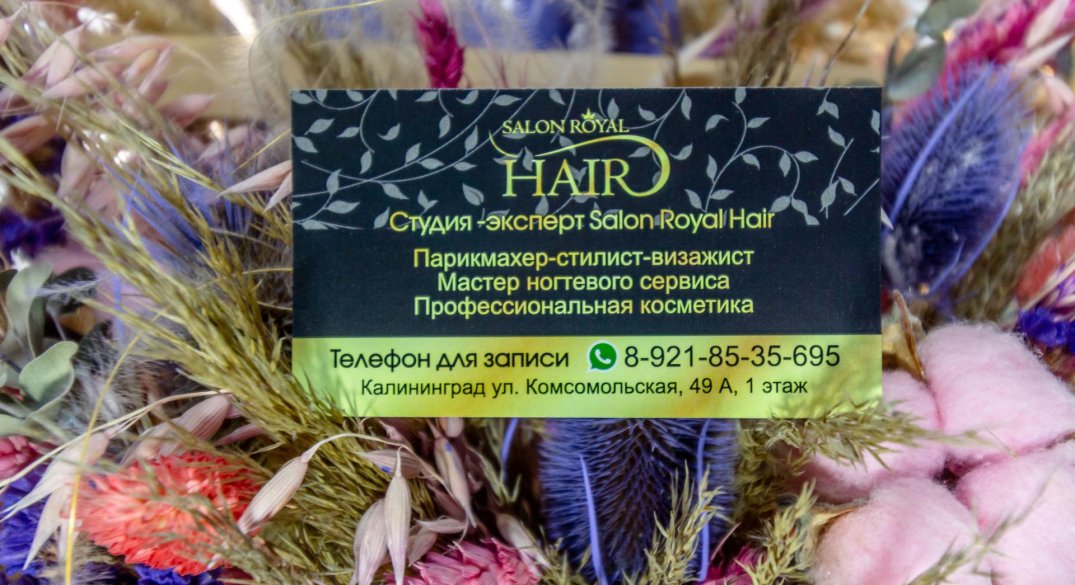 SALON ROYAL
HAIR
Студия -эксперт Salon Royal Hair
Парикмахер-стилист-визажист
Мастер ногтевого сервиса
Профессиональная косметика
Телефон для записи 8-921-85-35-695
Калининград ул. Комсомольская, 49 А, 1 этаж